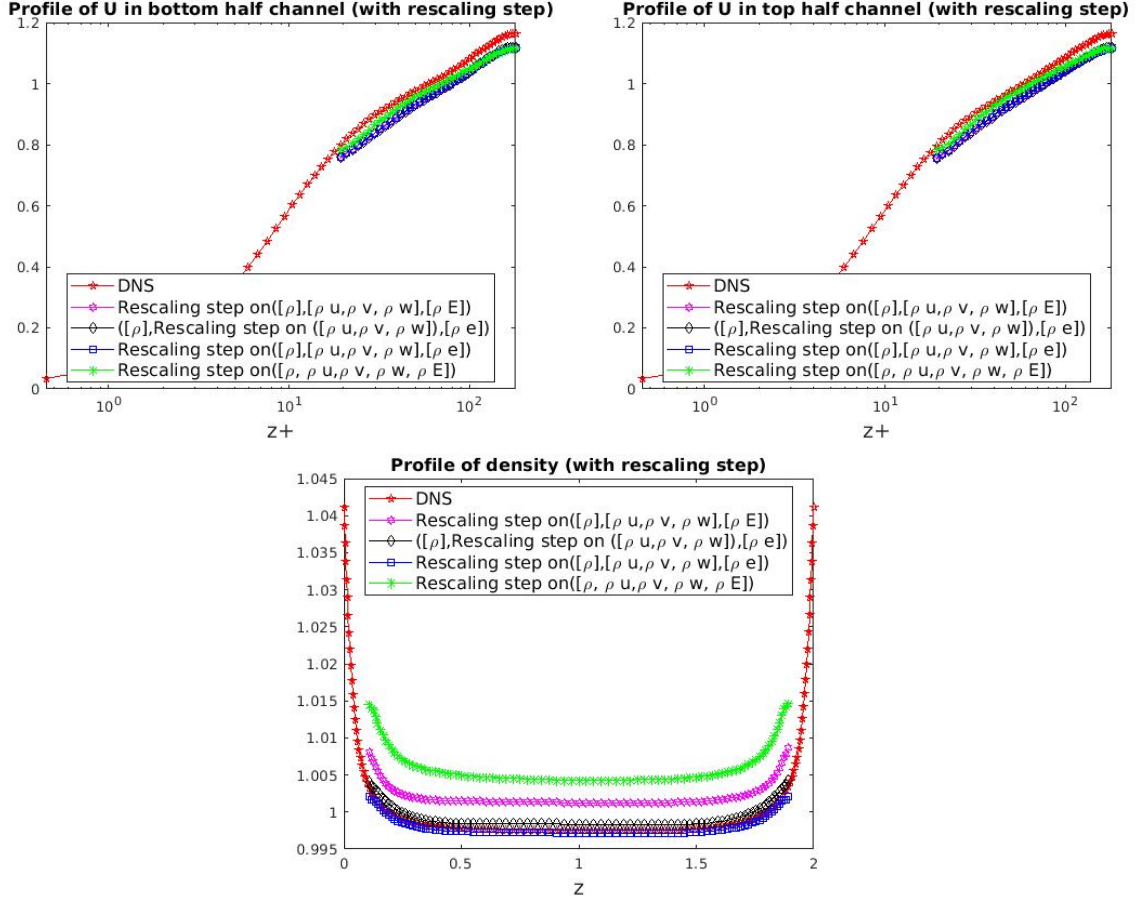 Profile of U in bottom half channel (with rescaling step)
1.2
1
0.8
0.6
0.4
0.2
0
DNS
Rescaling step on([ρ],[ρ u,ρ v, ρ w],[ρ E])
([ρ],Rescaling step on ([ρ u,ρ v, ρ w]),[ρ e])
Rescaling step on([ρ],[ρ u,ρ v, ρ w],[ρ e])
Rescaling step on([ρ, ρ u,ρ v, ρ w, ρ E])
10^0 10^1 10^2
z+
Profile of U in top half channel (with rescaling step)
1.2
1
0.8
0.6
0.4
0.2
0
DNS
Rescaling step on([ρ],[ρ u,ρ v, ρ w],[ρ E])
([ρ],Rescaling step on ([ρ u,ρ v, ρ w]),[ρ e])
Rescaling step on([ρ],[ρ u,ρ v, ρ w],[ρ e])
Rescaling step on([ρ, ρ u,ρ v, ρ w, ρ E])
10^0 10^1 10^2
z+
Profile of density (with rescaling step)
1.045
1.04
1.035
1.03
1.025
1.02
1.015
1.01
1.005
1
0.995
DNS
Rescaling step on([ρ],[ρ u,ρ v, ρ w],[ρ E])
([ρ],Rescaling step on ([ρ u,ρ v, ρ w]),[ρ e])
Rescaling step on([ρ],[ρ u,ρ v, ρ w],[ρ e])
Rescaling step on([ρ, ρ u,ρ v, ρ w, ρ E])
0 0.5 1 1.5 2
z